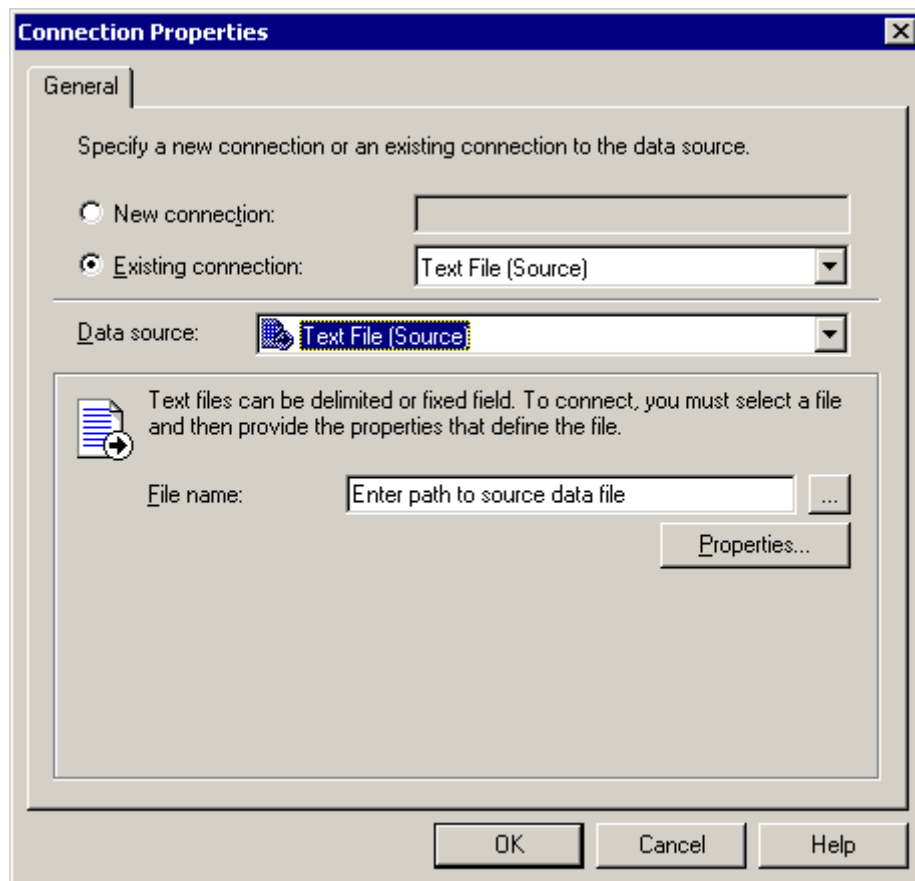 Connection Properties
General
Specify a new connection or an existing connection to the data source.
New connection:
Existing connection: Text File (Source)
Data source: Text File (Source)
Text files can be delimited or fixed field. To connect, you must select a file
and then provide the properties that define the file.
File name: Enter path to source data file ...
Properties...
OK Cancel Help